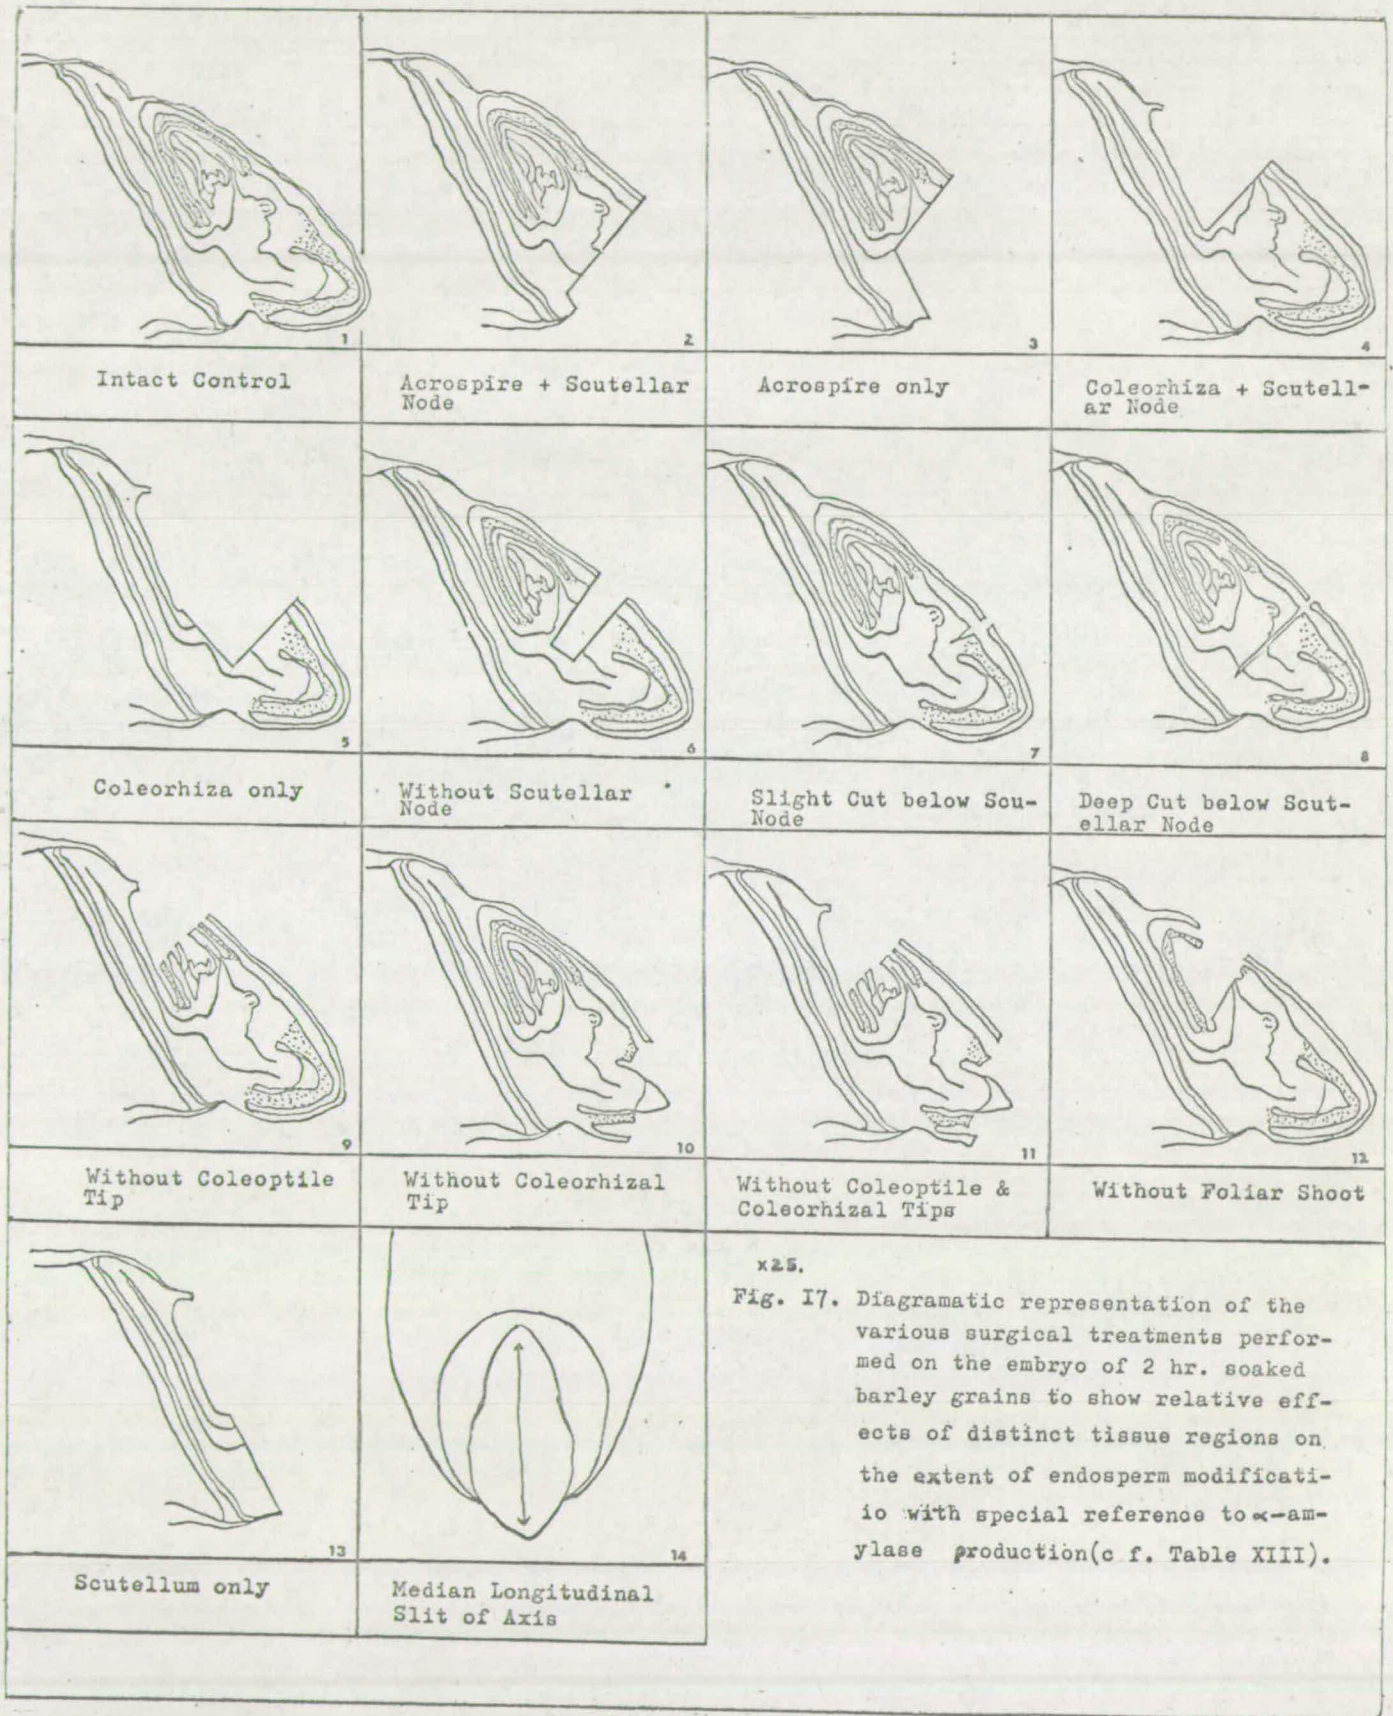 1
2
3
4
Intact Control
Acrospire + Scutellar
Node
Acrospire only
Coleorhiza + Scutell-
ar Node
5
6
7
8
Coleorhiza only
Without Scutellar
Node
Slight Cut below Scu-
Node
Deep Cut below Scut-
ellar Node
9
10
11
12
Without Coleoptile
Tip
Without Coleorhizal
Tip
Without Coleoptile &
Coleorhizal Tips
Without Foliar Shoot
13
14
Scutellum only
Median Longitudinal
Slit of Axis
x25.
Fig. I7. Diagramatic representation of the
various surgical treatments perfor-
med on the embryo of 2 hr. soaked
barley grains to show relative eff-
ects of distinct tissue regions on
the extent of endosperm modificati-
io with special reference to ∝-am-
ylase production(c f. Table XIII).